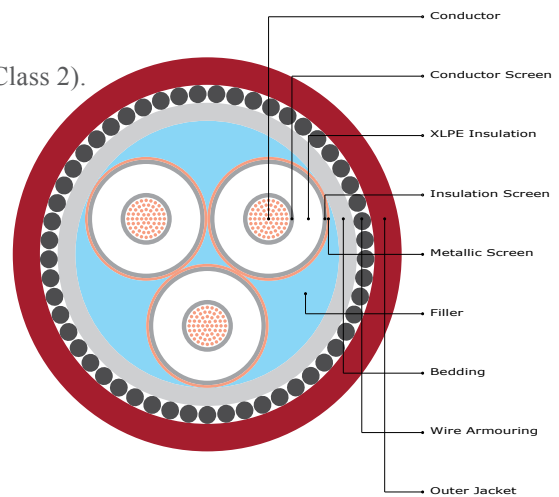 Conductor
Class 2).
Conductor Screen
XLPE Insulation
Insulation Screen
Metallic Screen
Filler
Bedding
Wire Armouring
Outer Jacket